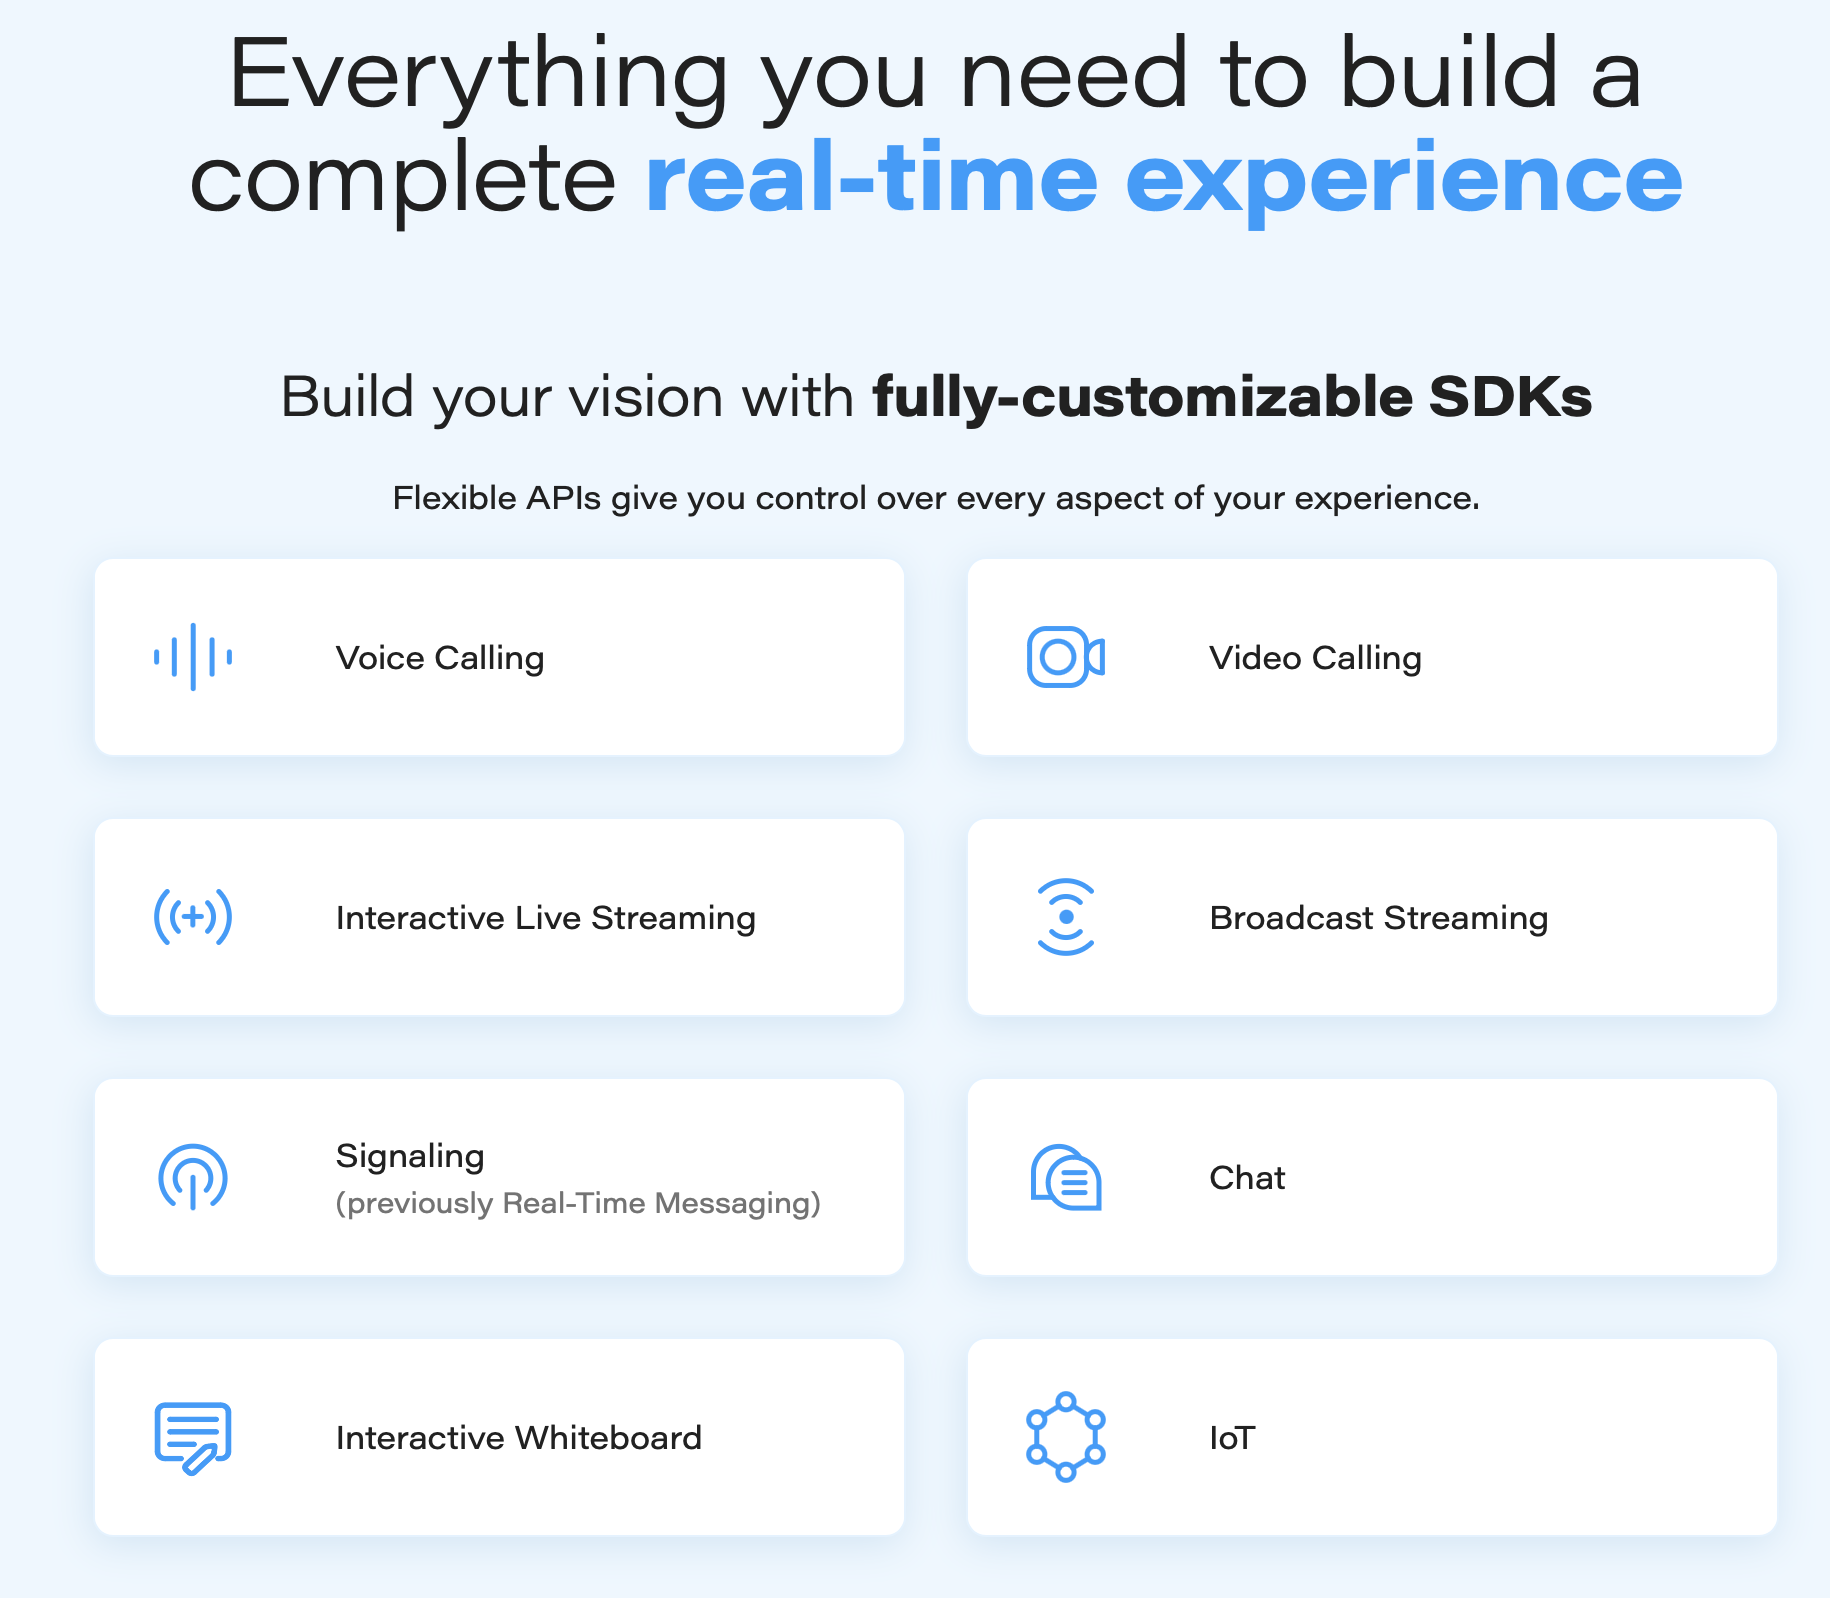 Everything you need to build a
complete real-time experience
Build your vision with fully-customizable SDKs
Flexible APIs give you control over every aspect of your experience.
Voice Calling
Video Calling
Interactive Live Streaming
Broadcast Streaming
Signaling
(previously Real-Time Messaging)
Chat
Interactive Whiteboard
IoT